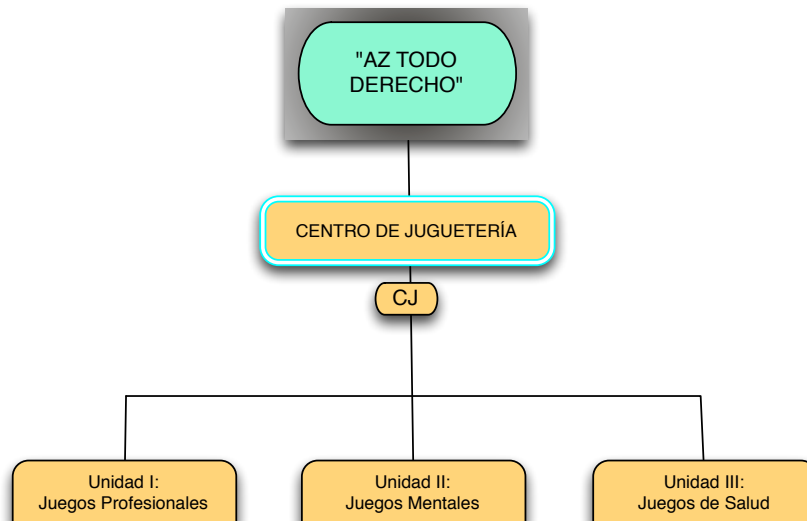 "AZ TODO
DERECHO"
CENTRO DE JUGUETERÍA
CJ
Unidad I:
Juegos Profesionales
Unidad II:
Juegos Mentales
Unidad III:
Juegos de Salud